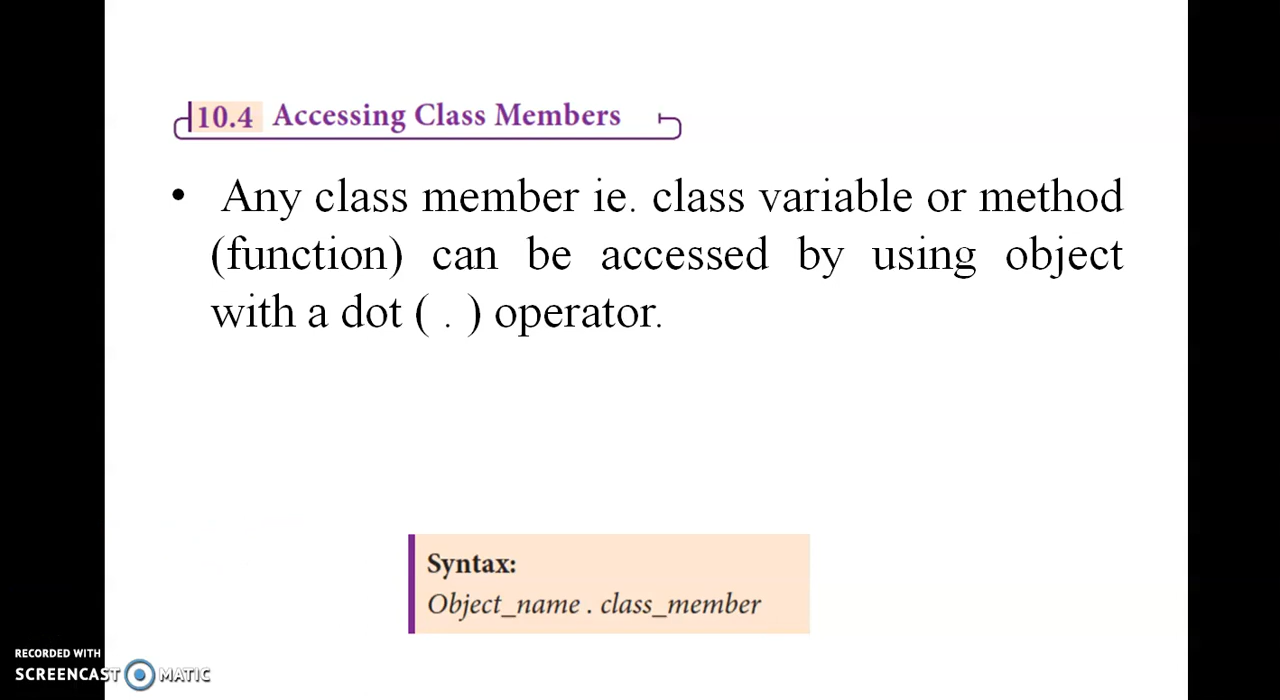 10.4 Accessing Class Members
• Any class member ie. class variable or method
(function) can be accessed by using object
with a dot ( . ) operator.
Syntax:
Object_name . class_member
RECORDED WITH
SCREENCAST MATIC